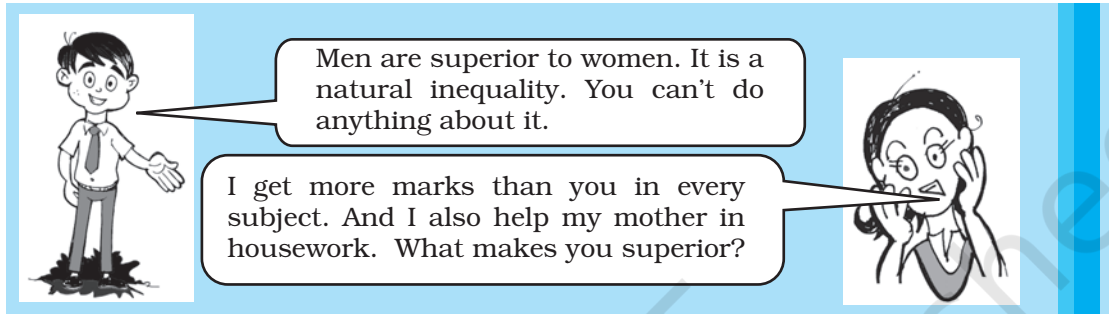 Men are superior to women. It is a
natural inequality. You can't do
anything about it.
I get more marks than you in every
subject. And I also help my mother in
housework. What makes you superior?